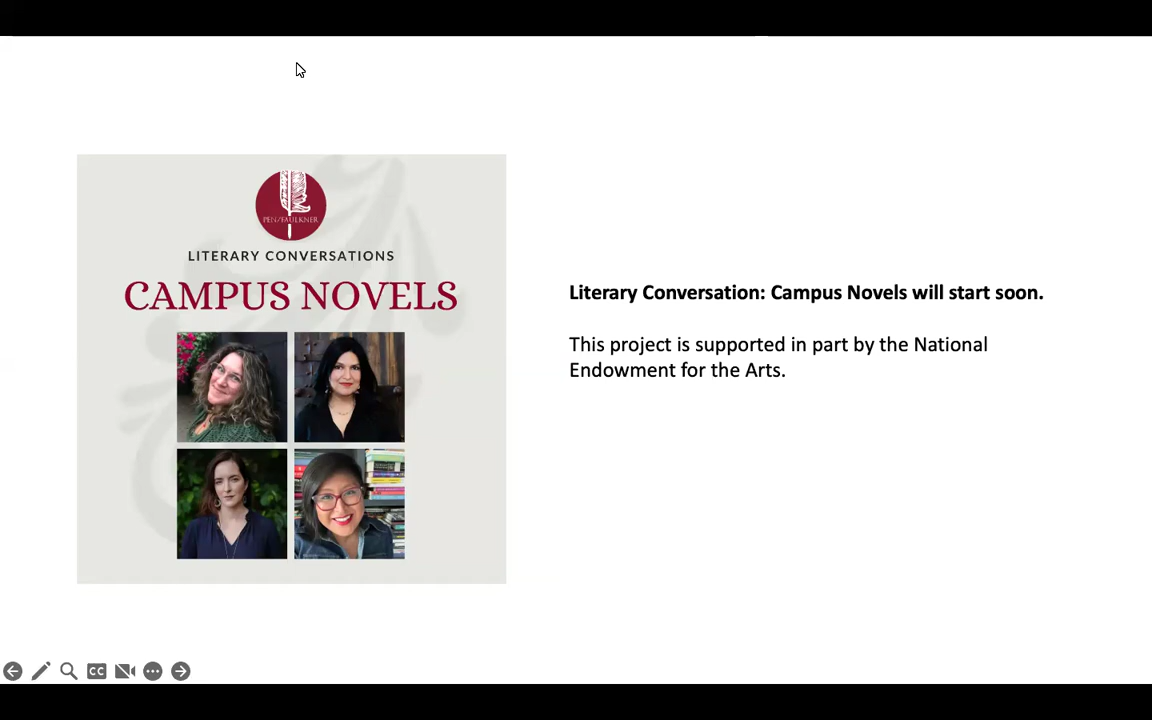 PEN/FAULKNER
LITERARY CONVERSATIONS
CAMPUS NOVELS
Literary Conversation: Campus Novels will start soon.
This project is supported in part by the National
Endowment for the Arts.
CC